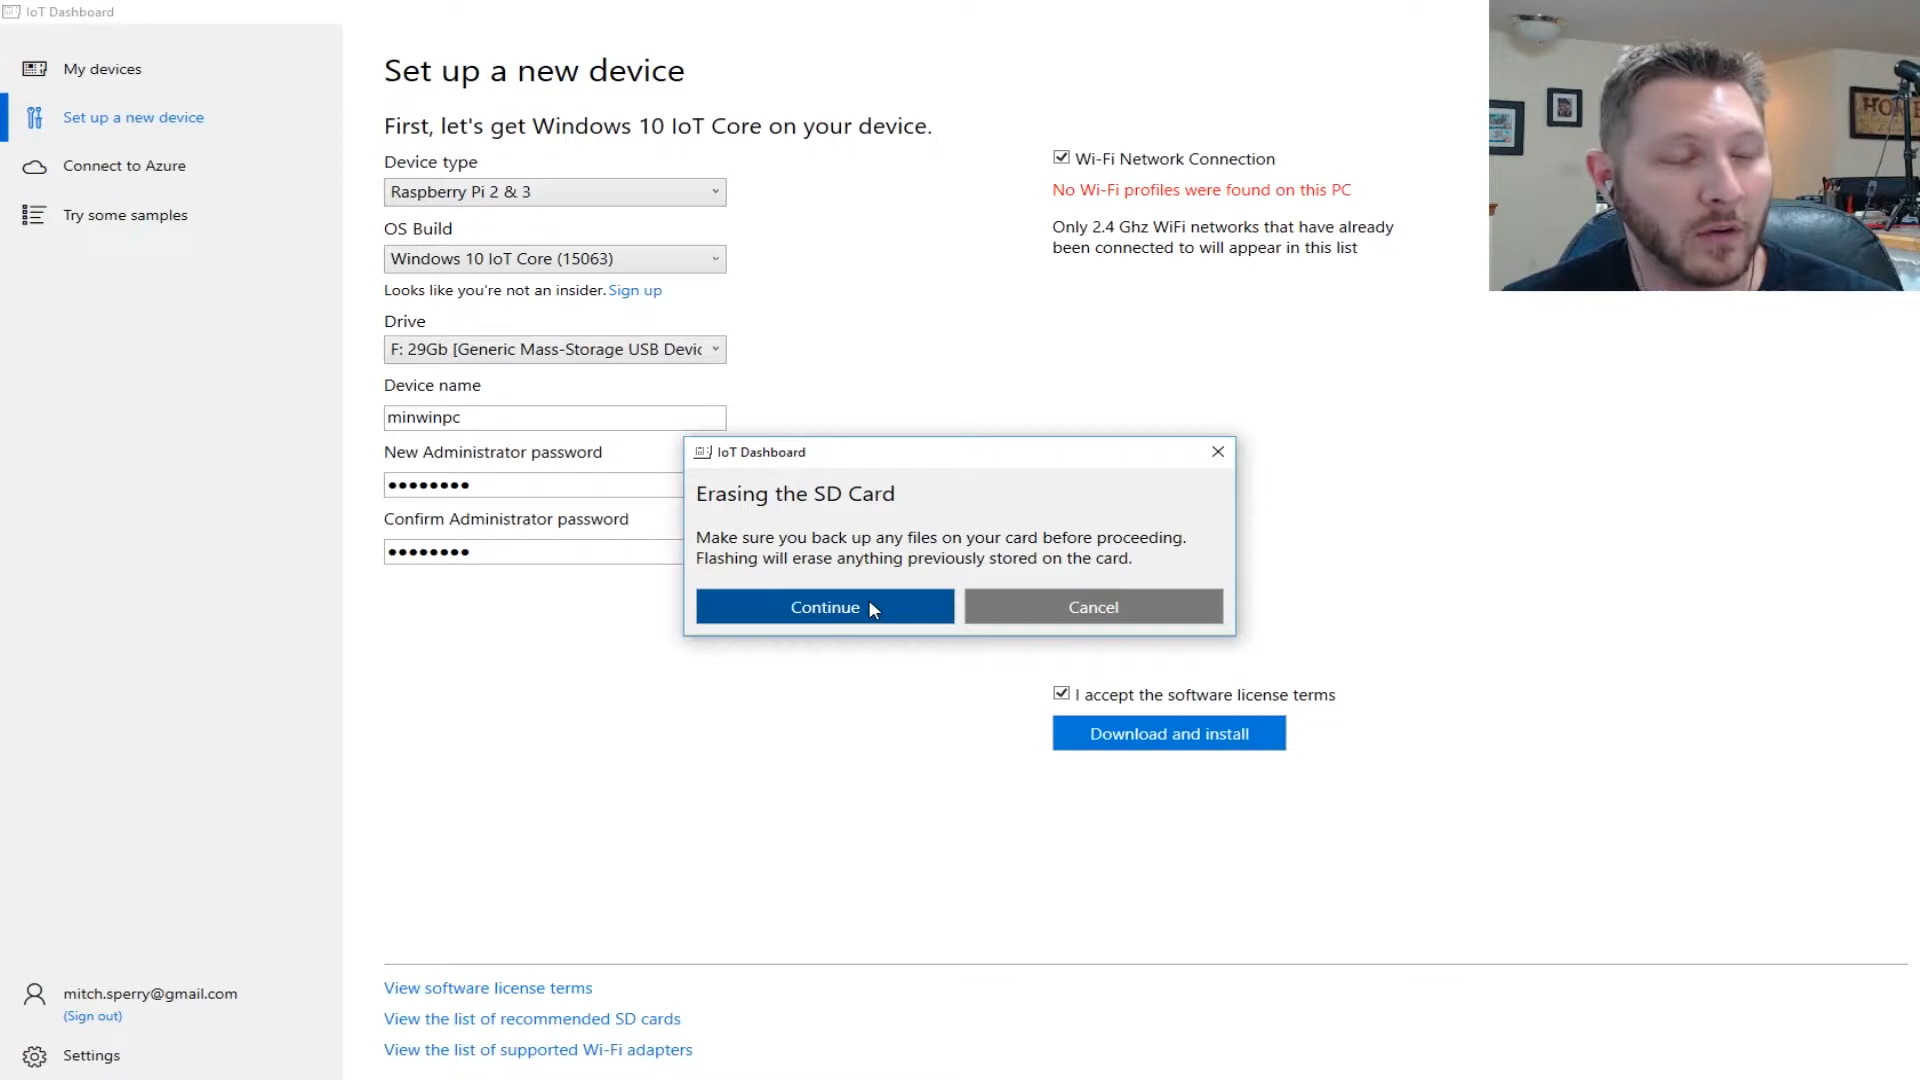 IoT Dashboard
My devices
Set up a new device
Connect to Azure
Try some samples
mitch.sperry@gmail.com
(Sign out)
Settings
Set up a new device
First, let's get Windows 10 IoT Core on your device.
Device type
Raspberry Pi 2 & 3
OS Build
Windows 10 IoT Core (15063)
Looks like you're not an insider. Sign up
Drive
F: 29Gb [Generic Mass-Storage USB Devic
Device name
minwinpc
New Administrator password
●●●●●●●●
Confirm Administrator password
●●●●●●●●
Wi-Fi Network Connection
No Wi-Fi profiles were found on this PC
Only 2.4 Ghz WiFi networks that have already
been connected to will appear in this list
IoT Dashboard
Erasing the SD Card
Make sure you back up any files on your card before proceeding.
Flashing will erase anything previously stored on the card.
Continue
Cancel
I accept the software license terms
Download and install
View software license terms
View the list of recommended SD cards
View the list of supported Wi-Fi adapters